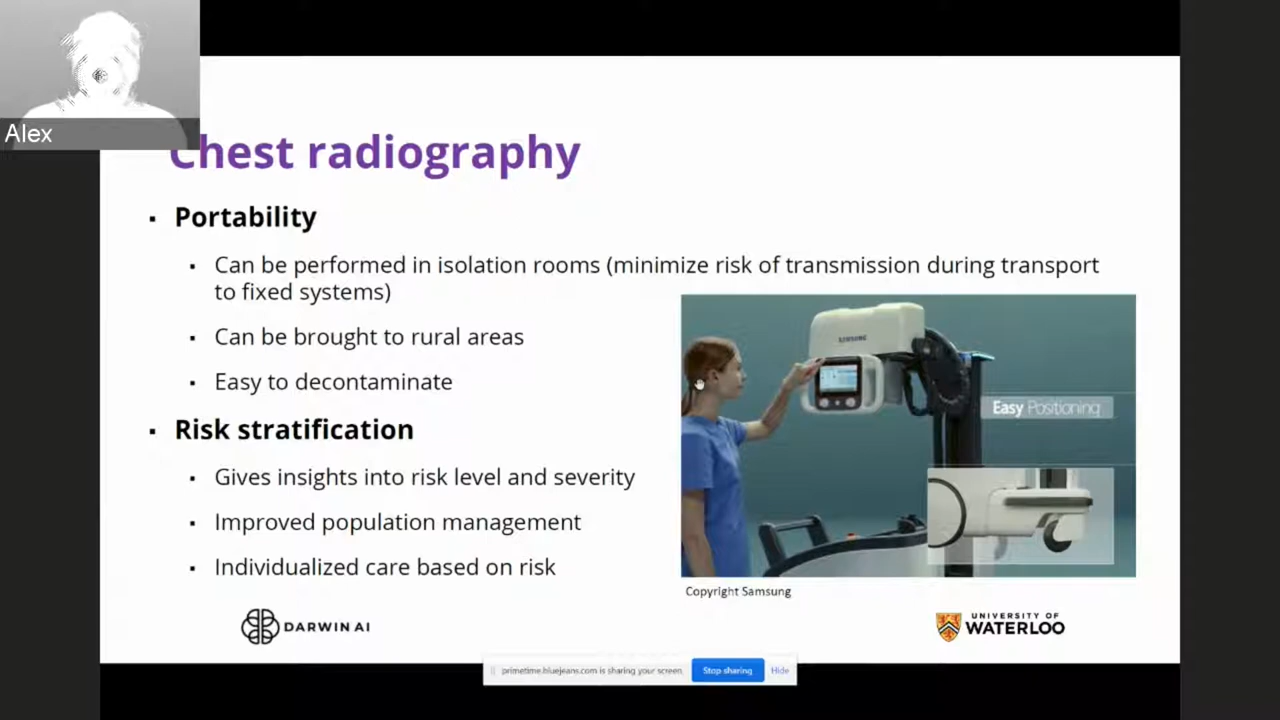 Alex
Chest radiography
▪ Portability
▪ Can be performed in isolation rooms (minimize risk of transmission during transport
to fixed systems)
▪ Can be brought to rural areas
▪ Easy to decontaminate
▪ Risk stratification
▪ Gives insights into risk level and severity
▪ Improved population management
▪ Individualized care based on risk
SAMSUNG
Easy Positioning
Copyright Samsung
DARWIN AI
UNIVERSITY OF
WATERLOO
primetime.bluejeans.com is sharing your screen.
Stop sharing
Hide